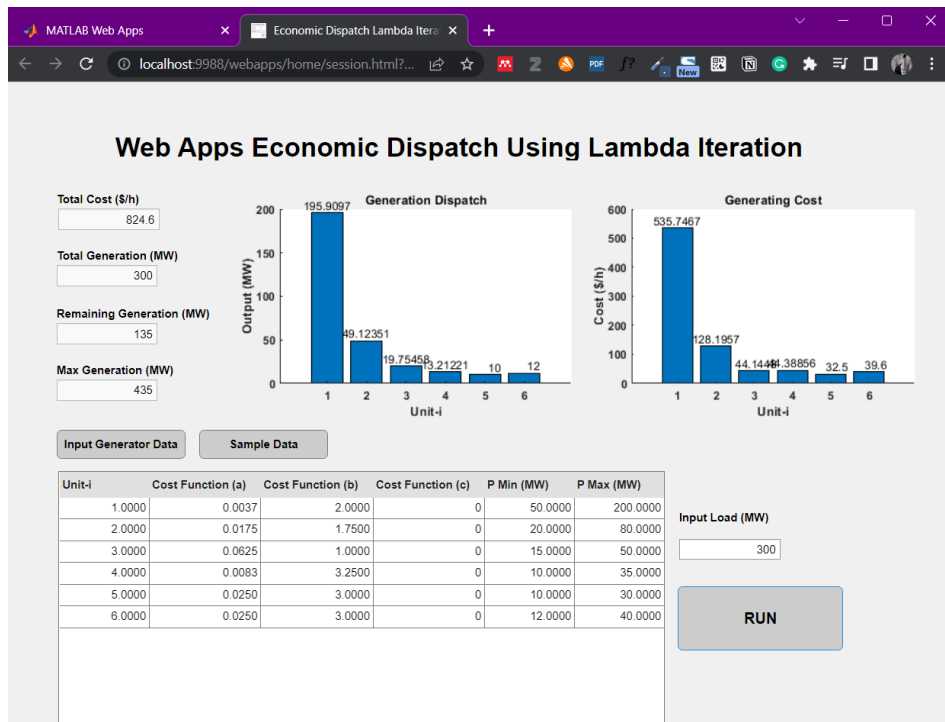 MATLAB Web Apps
Economic Dispatch Lambda Itera
localhost:9988/webapps/home/session.html?...
PDF
f?
New
Web Apps Economic Dispatch Using Lambda Iteration
Total Cost ($/h)
824.6
Total Generation (MW)
300
Remaining Generation (MW)
135
Max Generation (MW)
435
Generation Dispatch
Output (MW)
200
150
100
50
0
195.9097
49.12351
19.75458
13.21221
10
12
1 2 3 4 5 6
Unit-i
Generating Cost
Cost ($/h)
600
500
400
300
200
100
0
535.7467
128.1957
44.1448
44.38856
32.5
39.6
1 2 3 4 5 6
Unit-i
Input Generator Data
Sample Data
Unit-i Cost Function (a) Cost Function (b) Cost Function (c) P Min (MW) P Max (MW)
1.0000 0.0037 2.0000 0 50.0000 200.0000
2.0000 0.0175 1.7500 0 20.0000 80.0000
3.0000 0.0625 1.0000 0 15.0000 50.0000
4.0000 0.0083 3.2500 0 10.0000 35.0000
5.0000 0.0250 3.0000 0 10.0000 30.0000
6.0000 0.0250 3.0000 0 12.0000 40.0000
Input Load (MW)
300
RUN